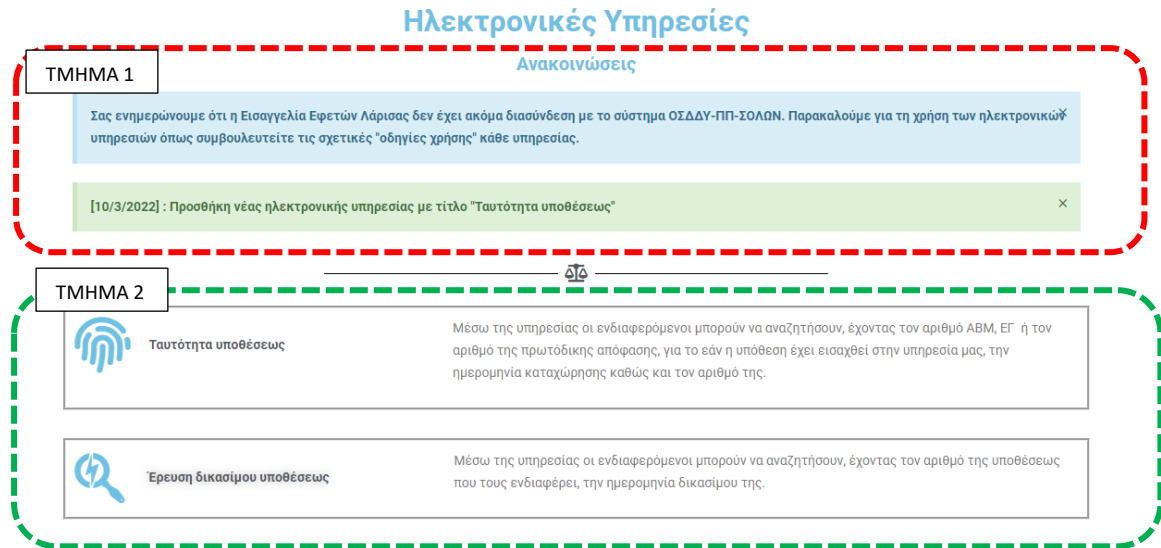 Ηλεκτρονικές Υπηρεσίες
ΤΜΗΜΑ 1
Ανακοινώσεις
Σας ενημερώνουμε ότι η Εισαγγελία Εφετών Λάρισας δεν έχει ακόμα διασύνδεση με το σύστημα ΟΣΔΔΥ-ΠΠ-ΣΟΛΩΝ. Παρακαλούμε για τη χρήση των ηλεκτρονικών
υπηρεσιών όπως συμβουλευτείτε τις σχετικές "οδηγίες χρήσης" κάθε υπηρεσίας.
[10/3/2022] : Προσθήκη νέας ηλεκτρονικής υπηρεσίας με τίτλο "Ταυτότητα υποθέσεως"
ΤΜΗΜΑ 2
Ταυτότητα υποθέσεως
Μέσω της υπηρεσίας οι ενδιαφερόμενοι μπορούν να αναζητήσουν, έχοντας τον αριθμό ΑΒΜ, ΕΓ ή τον
αριθμό της πρωτόδικης απόφασης, για το εάν η υπόθεση έχει εισαχθεί στην υπηρεσία μας, την
ημερομηνία καταχώρησης καθώς και τον αριθμό της.
Έρευση δικασίμου υποθέσεως
Μέσω της υπηρεσίας οι ενδιαφερόμενοι μπορούν να αναζητήσουν, έχοντας τον αριθμό της υποθέσεως
που τους ενδιαφέρει, την ημερομηνία δικασίμου της.